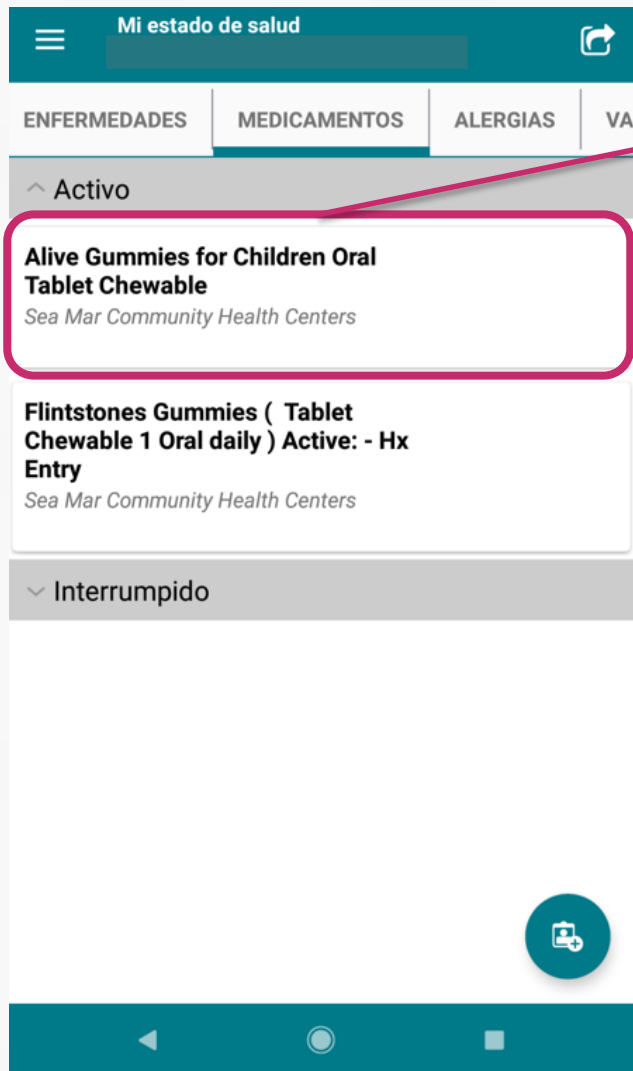 Mi estado de salud
ENFERMEDADES
MEDICAMENTOS
ALERGIAS
VA
Activo
Alive Gummies for Children Oral
Tablet Chewable
Sea Mar Community Health Centers
Flintstones Gummies ( Tablet
Chewable 1 Oral daily ) Active: - Hx
Entry
Sea Mar Community Health Centers
Interrumpido